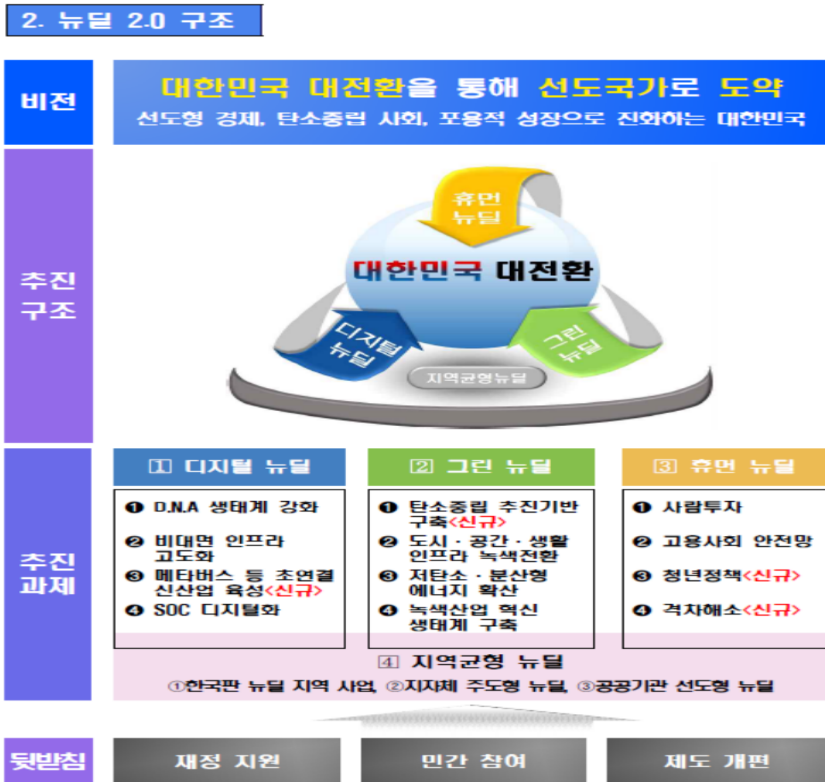 2. 뉴딜 2.0 구조
비전
대한민국 대전환을 통해 선도국가로 도약
선도형 경제, 탄소중립 사회, 포용적 성장으로 진화하는 대한민국
추진
구조
휴먼
뉴딜
대한민국 대전환
디지털
뉴딜
그린
뉴딜
지역균형뉴딜
추진
과제
1 디지털 뉴딜
❶ D.N.A 생태계 강화
❷ 비대면 인프라
고도화
❸ 메타버스 등 초연결
신산업 육성<신규>
❹ SOC 디지털화
2 그린 뉴딜
❶ 탄소중립 추진기반
구축<신규>
❷ 도시·공간·생활
인프라 녹색전환
❸ 저탄소·분산형
에너지 확산
❹ 녹색산업 혁신
생태계 구축
3 휴먼 뉴딜
❶ 사람투자
❷ 고용사회 안전망
❸ 청년정책<신규>
❹ 격차해소<신규>
4 지역균형 뉴딜
①한국판 뉴딜 지역 사업, ②지자체 주도형 뉴딜, ③공공기관 선도형 뉴딜
뒷받침
재정 지원
민간 참여
제도 개편